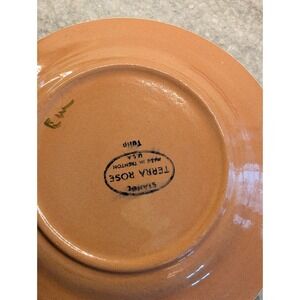 STANGL
TERRA ROSE
MADE IN TRENTON
U.S.A
Tulip